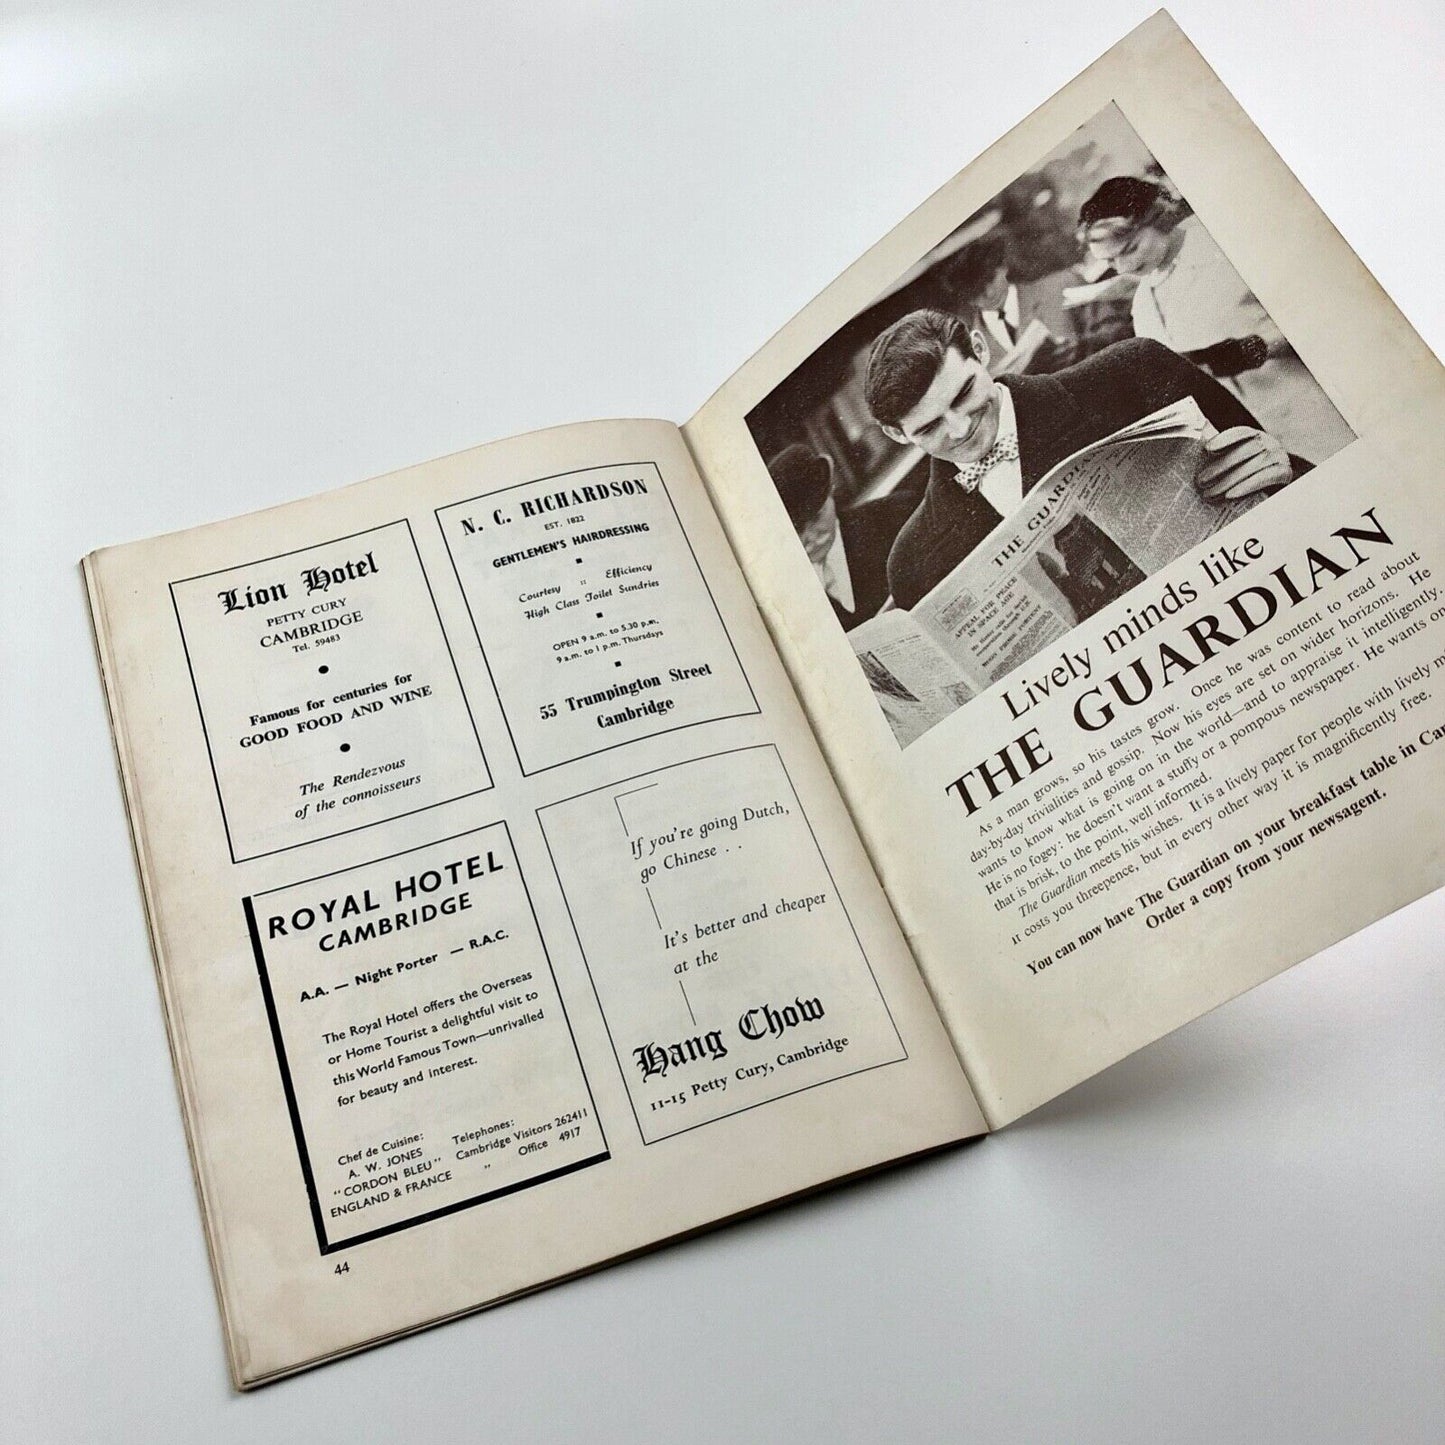 Lion Hotel
PETTY CURY
CAMBRIDGE
Tel. 59483
Famous for centuries for
GOOD FOOD AND WINE
The Rendezvous
of the connoisseurs
N. C. RICHARDSON
EST. 1822
GENTLEMEN'S HAIRDRESSING
Courtesy :: Efficiency
High Class Toilet Sundries
OPEN 9 a.m. to 5.30 p.m.
9 a.m. to 1 p.m. Thursdays
55 Trumpington Street
Cambridge
ROYAL HOTEL
CAMBRIDGE
A.A. — Night Porter — R.A.C.
The Royal Hotel offers the Overseas
or Home Tourist a delightful visit to
this World Famous Town—unrivalled
for beauty and interest.
Chef de Cuisine:
A. W. JONES
"CORDON BLEU"
ENGLAND & FRANCE
Telephones:
Cambridge Visitors 262411
" Office 4917
If you're going Dutch,
go Chinese . .
It's better and cheaper
at the
Hang Chow
11-15 Petty Cury, Cambridge
44
THE GUARDIAN
APPEAL FOR PEACE
IN SPACE AGE
11
Lively minds like
THE GUARDIAN
As a man grows, so his tastes grow. Once he was content to read about
day-by-day trivialities and gossip. Now his eyes are set on wider horizons. He
wants to know what is going on in the world—and to appraise it intelligently.
He is no fogey: he doesn't want a stuffy or a pompous newspaper. He wants
that is brisk, to the point, well informed.
The Guardian meets his wishes. It is a lively paper for people with lively
It costs you threepence, but in every other way it is magnificently free.
You can now have The Guardian on your breakfast table in
Order a copy from your newsagent.